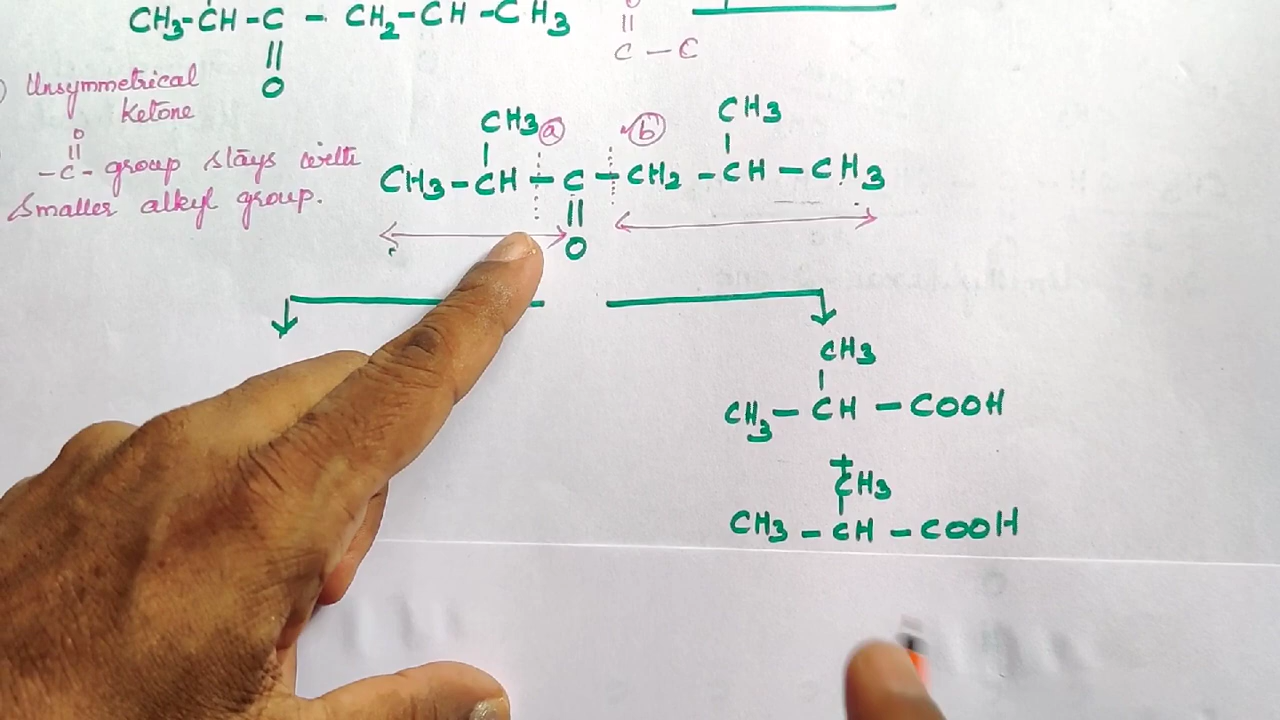 CH3-CH-C - CH2-CH-CH3
||
O
||
C-C
Unsymmetrical
Ketone
O
||
-C- group stays with
smaller alkyl group.
CH3 (a) (b) CH3
| |
CH3-CH-C-CH2-CH-CH3
||
O
CH3
|
CH3-CH-COOH
+
CH3
|
CH3-CH-COOH